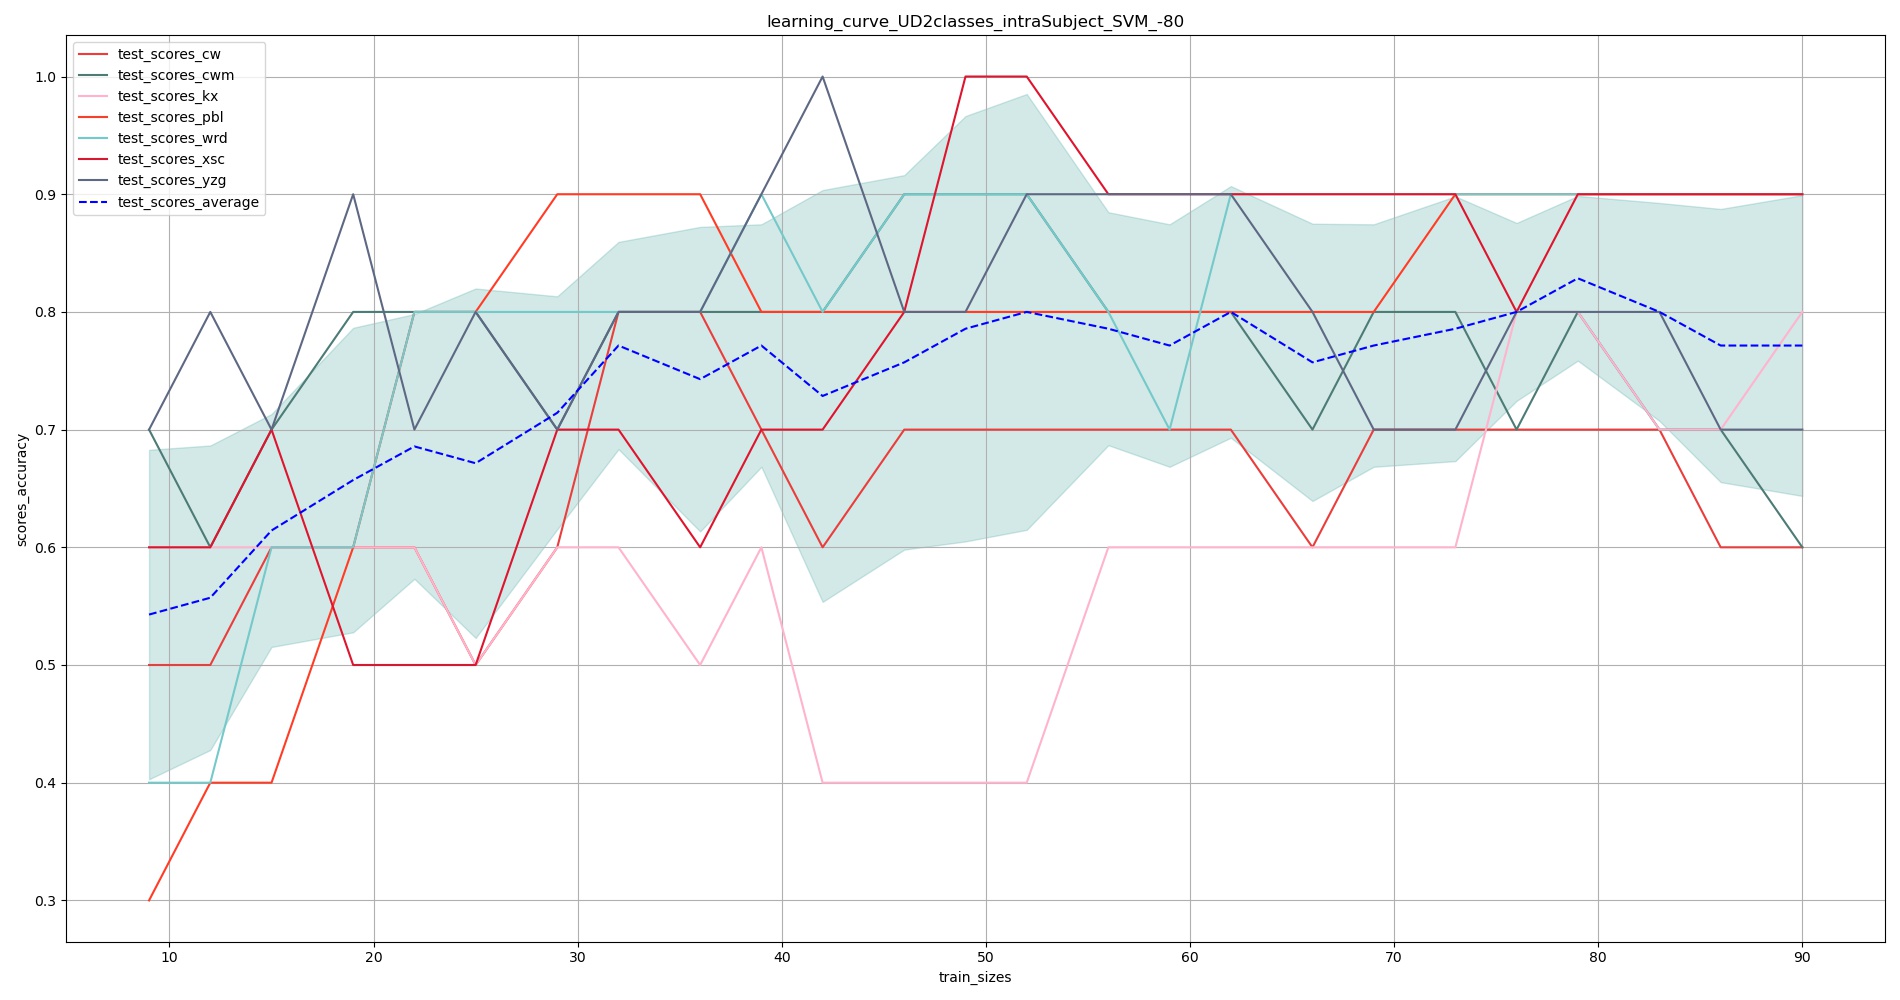 learning_curve_UD2classes_intraSubject_SVM_-80
test_scores_cw
test_scores_cwm
test_scores_kx
test_scores_pbl
test_scores_wrd
test_scores_xsc
test_scores_yzg
test_scores_average
scores_accuracy
1.0
0.9
0.8
0.7
0.6
0.5
0.4
0.3
10 20 30 40 50 60 70 80 90
train_sizes